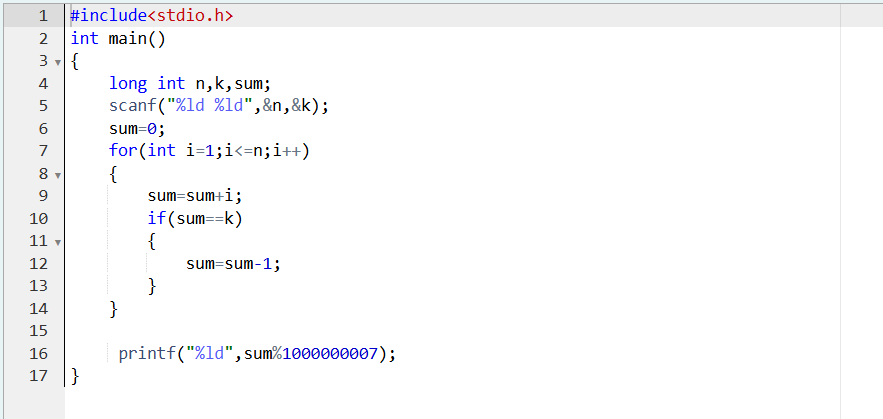 1 #include<stdio.h>
2 int main()
3 {
4     long int n,k,sum;
5     scanf("%ld %ld",&n,&k);
6     sum=0;
7     for(int i=1;i<=n;i++)
8     {
9         sum=sum+i;
10         if(sum==k)
11         {
12             sum=sum-1;
13         }
14     }
15
16      printf("%ld",sum%1000000007);
17 }